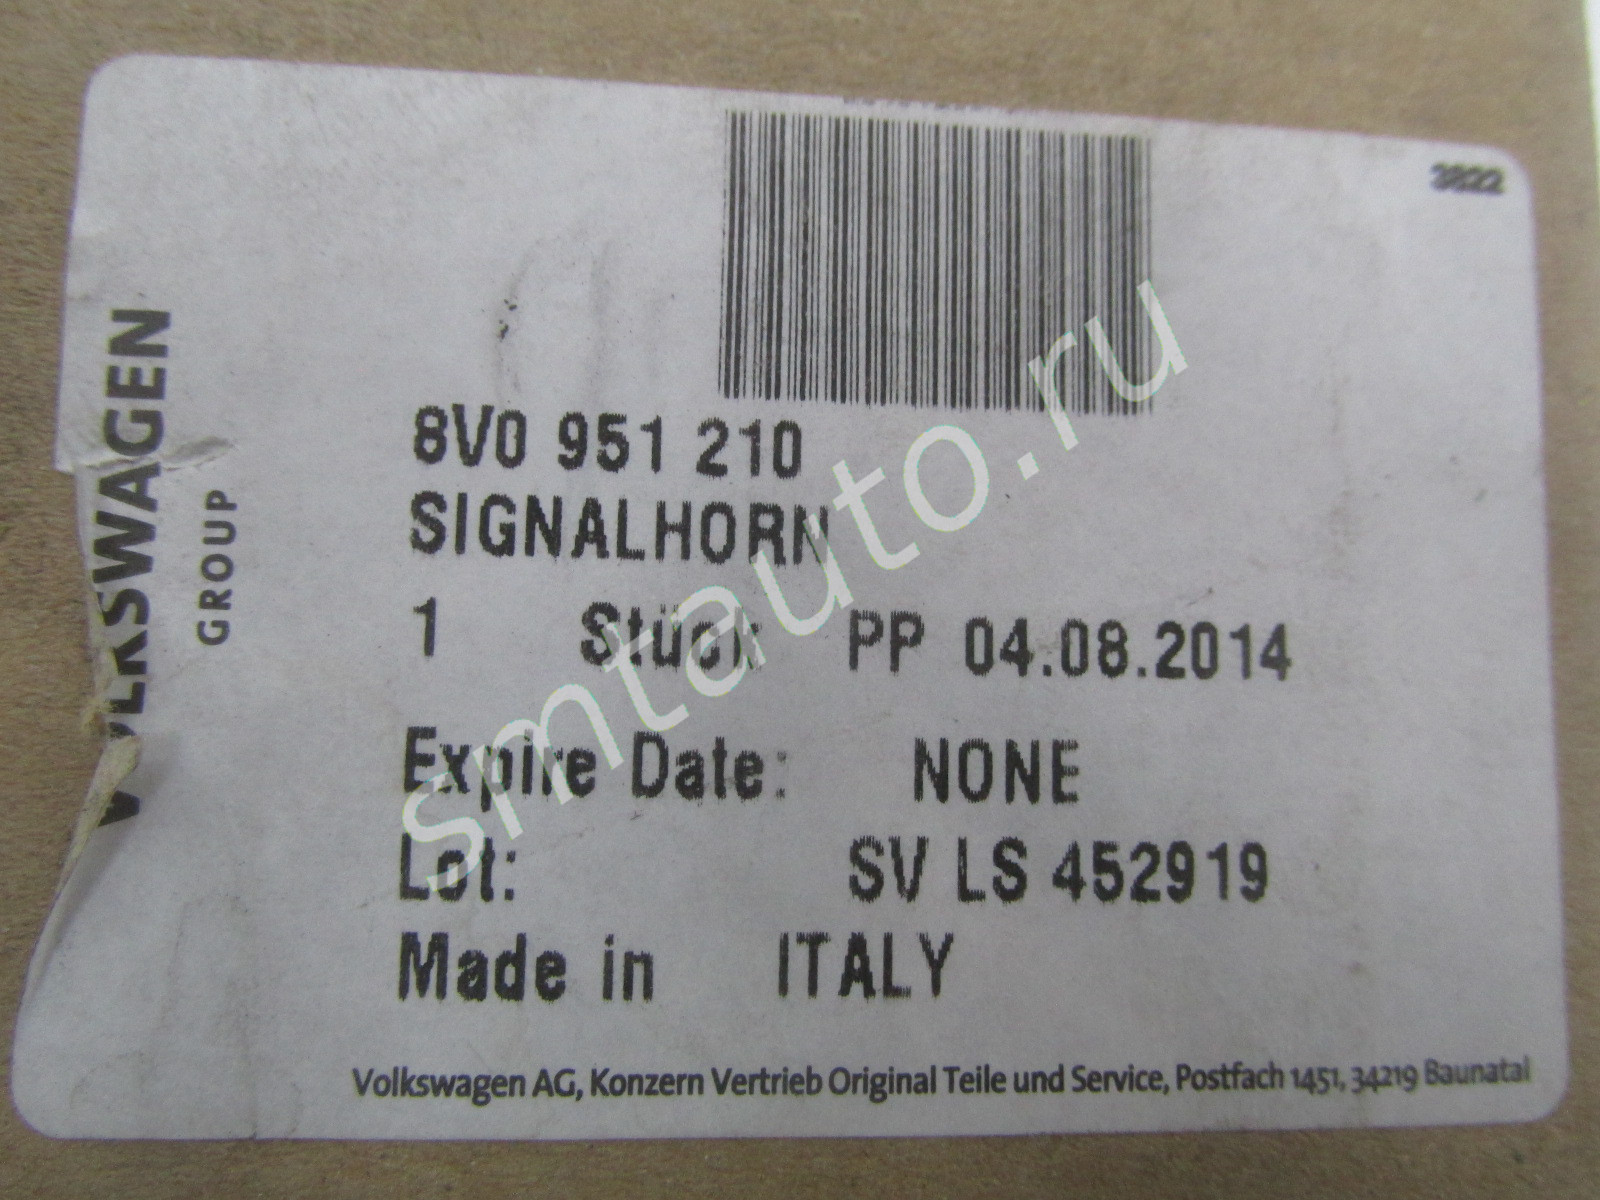 3822
VOLKSWAGEN
GROUP
8V0 951 210
SIGNALHORN
1 Stück PP 04.08.2014
Expire Date: NONE
Lot: SV LS 452919
Made in ITALY
Volkswagen AG, Konzern Vertrieb Original Teile und Service, Postfach 1451, 34219 Baunatal
smtauto.ru